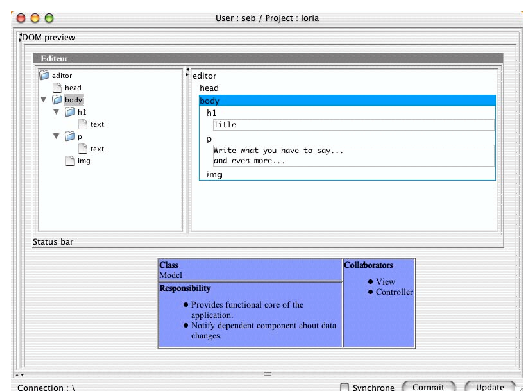 User : seb / Project : loria
DOM preview
Editeur
editor
head
body
h1
text
p
text
img
editor
head
body
h1
title
p
Write what you have to say...
and even more...
img
Status bar
Class
Model
Responsibility
Provides functional core of the
application.
Notify dependent component about data
changes.
Collaborators
View
Controller
Connection : \
Synchrone
Commit
Update